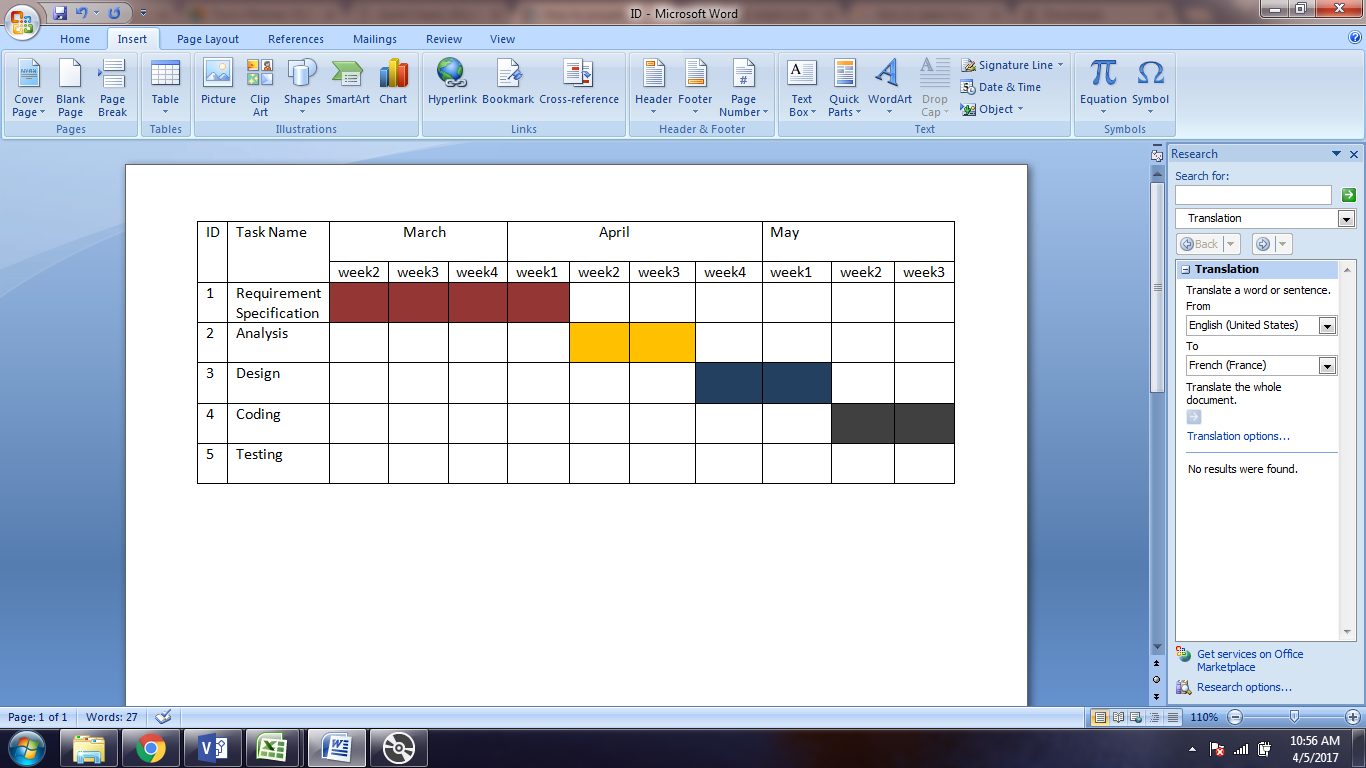 ID - Microsoft Word
Home Insert Page Layout References Mailings Review View
Cover Page
Blank Page
Page Break
Pages
Table
Tables
Picture
Clip Art
Shapes
SmartArt
Chart
Illustrations
Hyperlink
Bookmark
Cross-reference
Links
Header
Footer
Page Number
Header & Footer
Text Box
Quick Parts
WordArt
Drop Cap
Signature Line
Date & Time
Object
Text
Equation
Symbol
Symbols
ID Task Name March April May
week2 week3 week4 week1 week2 week3 week4 week1 week2 week3
1 Requirement
Specification
2 Analysis
3 Design
4 Coding
5 Testing
Research
Search for:
Translation
Back
Translation
Translate a word or sentence.
From
English (United States)
To
French (France)
Translate the whole
document.
Translation options...
No results were found.
Get services on Office
Marketplace
Research options...
Page: 1 of 1 Words: 27 110%
10:56 AM
4/5/2017